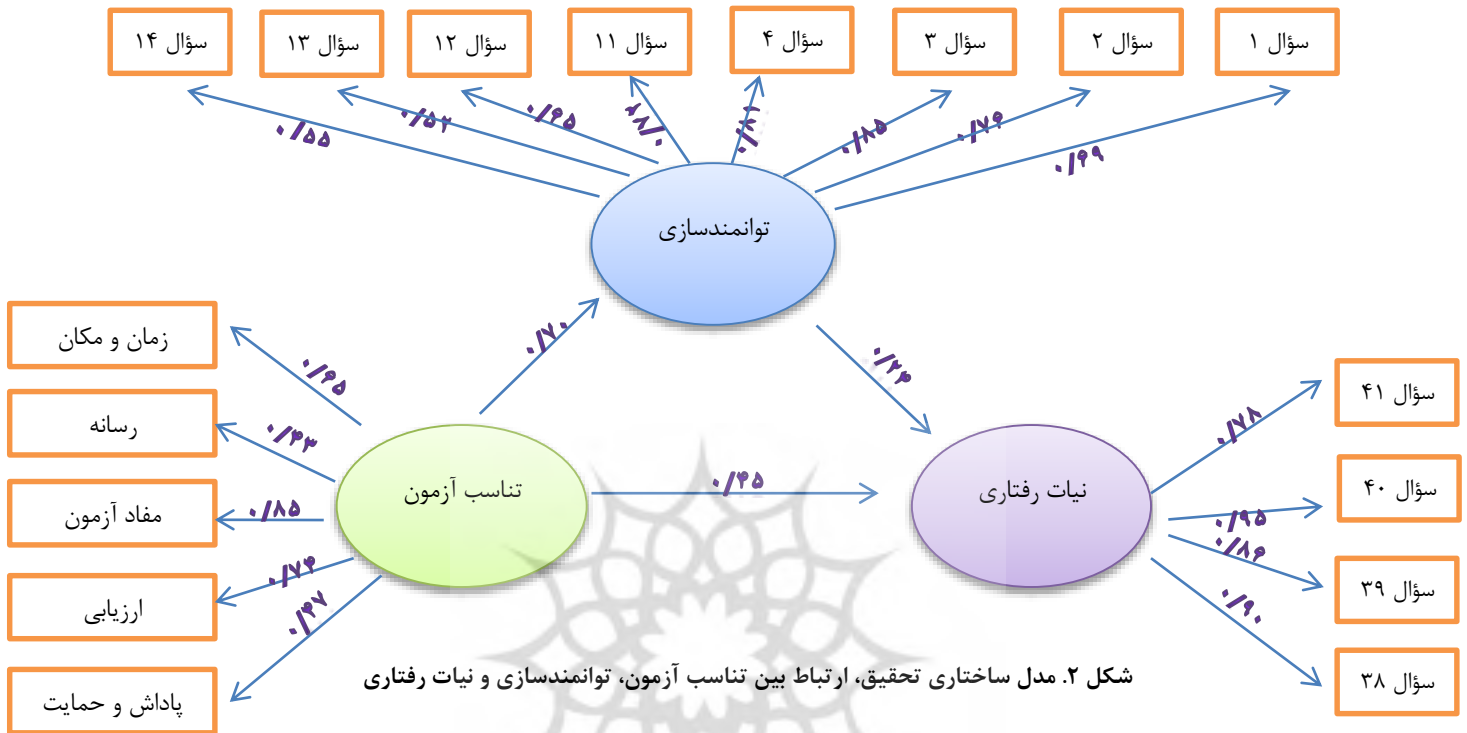 سؤال ۱
سؤال ۲
سؤال ۳
سؤال ۴
سؤال ۱۱
سؤال ۱۲
سؤال ۱۳
سؤال ۱۴
۰/۶۹
۰/۷۶
۰/۸۵
۰/۸۱
۰/۶۵
۰/۵۲
۰/۵۵
توانمندسازی
۰/۷۰
۰/۲۴
زمان و مکان
رسانه
مفاد آزمون
ارزیابی
پاداش و حمایت
۰/۶۵
۰/۴۳
۰/۸۵
۰/۷۴
۰/۴۷
تناسب آزمون
۰/۴۵
نیات رفتاری
۰/۷۸
۰/۹۵
۰/۸۶
۰/۹۰
سؤال ۴۱
سؤال ۴۰
سؤال ۳۹
سؤال ۳۸
شکل ۲. مدل ساختاری تحقیق، ارتباط بین تناسب آزمون، توانمندسازی و نیات رفتاری